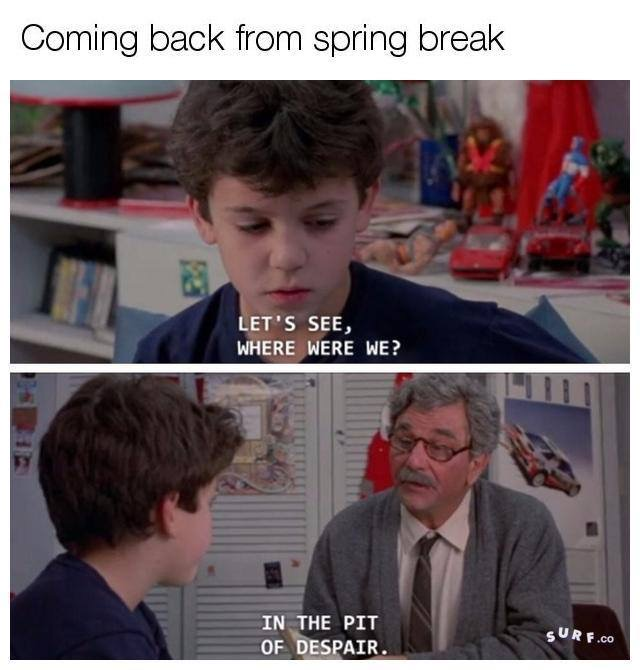 Coming back from spring break
LET'S SEE,
WHERE WERE WE?
IN THE PIT
OF DESPAIR.
SURF.co